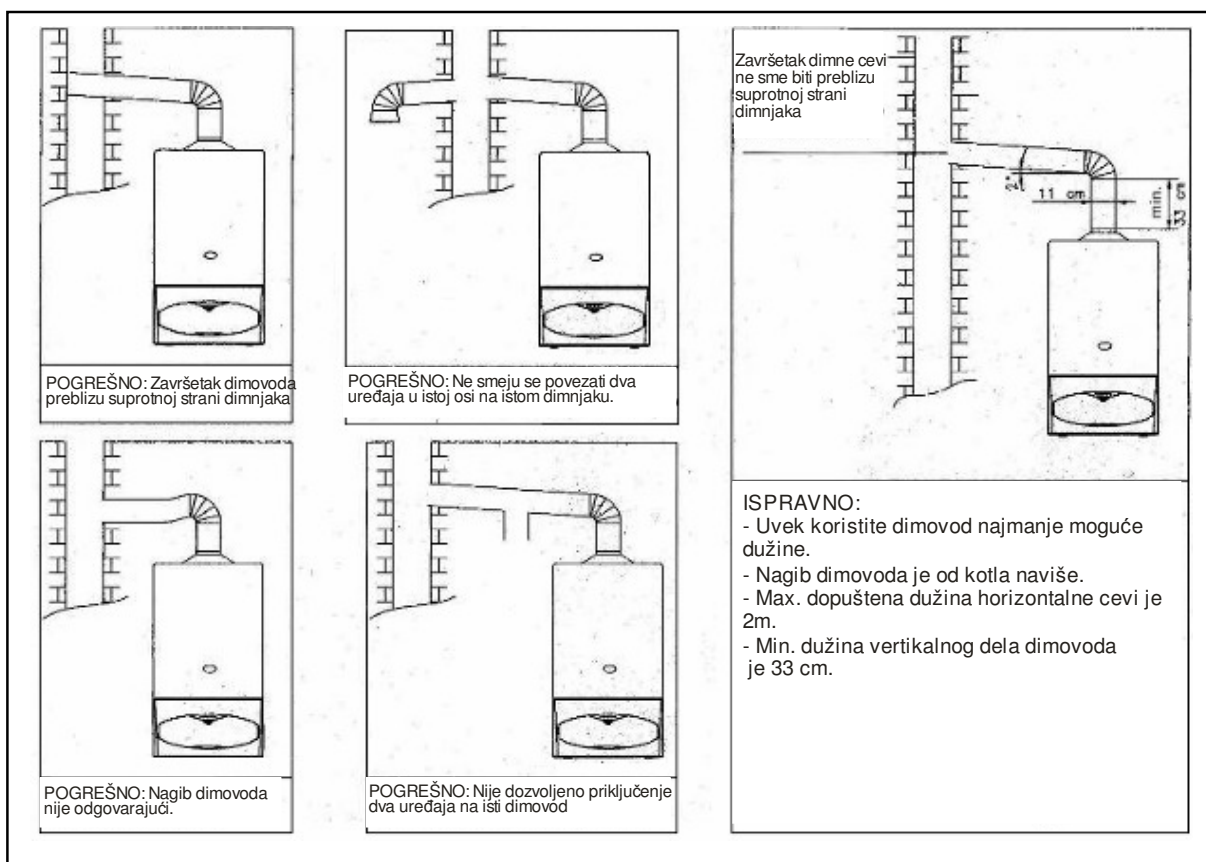 POGREŠNO: Završetak dimovoda
preblizu suprotnoj strani dimnjaka
POGREŠNO: Ne smeju se povezati dva
uređaja u istoj osi na istom dimnjaku.
Završetak dimne cevi
ne sme biti preblizu
suprotnoj strani
dimnjaka
2°
11 cm
min.
33 cm
POGREŠNO: Nagib dimovoda
nije odgovarajući.
POGREŠNO: Nije dozvoljeno priključenje
dva uređaja na isti dimovod
ISPRAVNO:
- Uvek koristite dimovod najmanje moguće
dužine.
- Nagib dimovoda je od kotla naviše.
- Max. dopuštena dužina horizontalne cevi je
2m.
- Min. dužina vertikalnog dela dimovoda
je 33 cm.